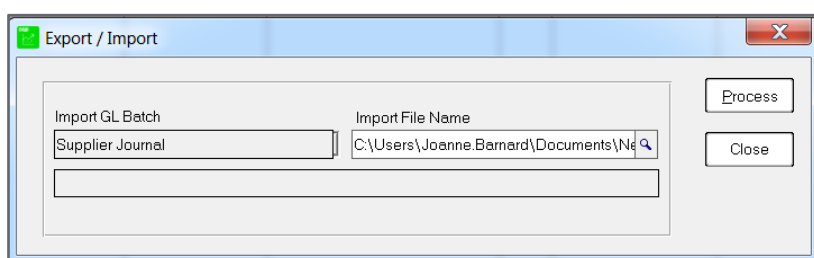 Export / Import
Import GL Batch
Import File Name
Process
Supplier Journal
C:\Users\Joanne.Barnard\Documents\Ne
Close